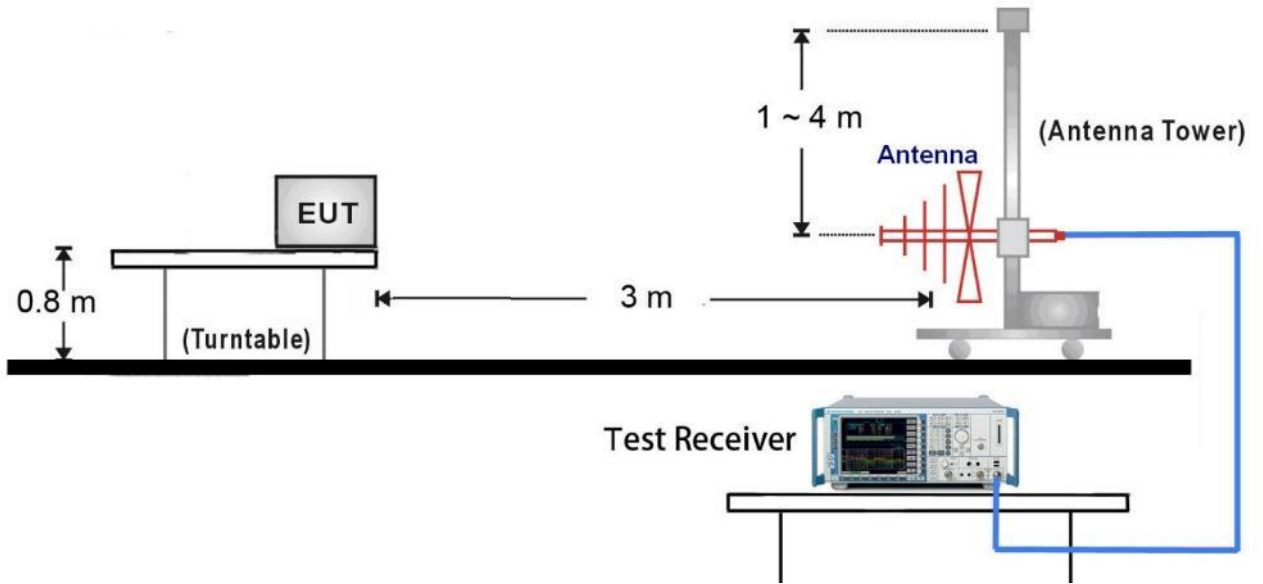 1 ~ 4 m
(Antenna Tower)
Antenna
EUT
0.8 m
3 m
(Turntable)
Test Receiver